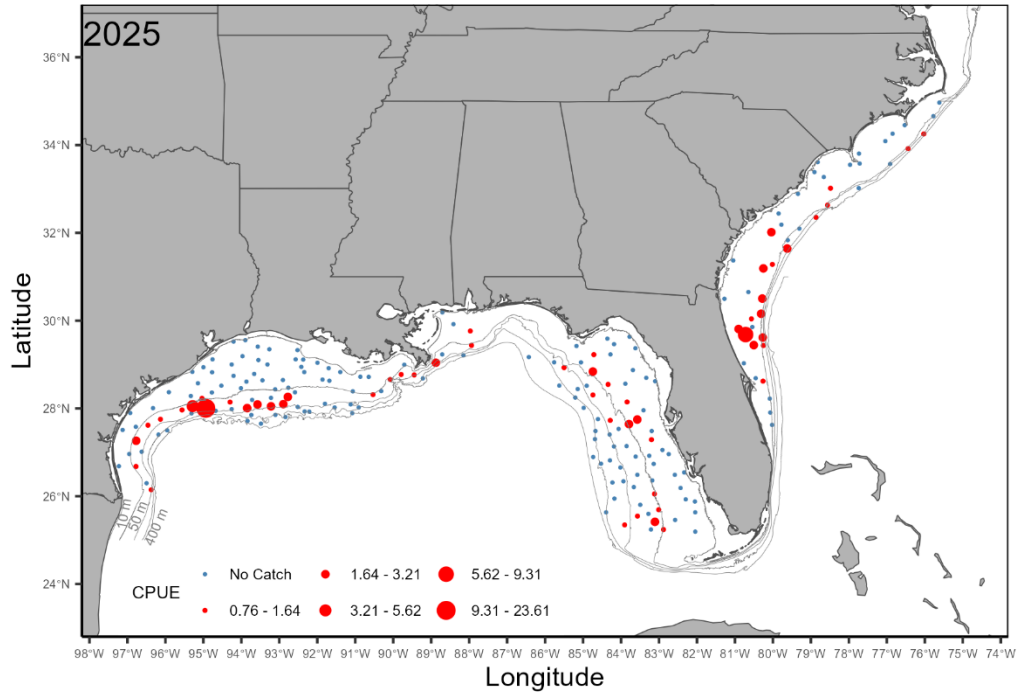 2025
36°N
34°N
32°N
30°N
28°N
26°N
24°N
Latitude
10 m
50 m
400 m
No Catch
1.64 - 3.21
5.62 - 9.31
CPUE
0.76 - 1.64
3.21 - 5.62
9.31 - 23.61
98°W 97°W 96°W 95°W 94°W 93°W 92°W 91°W 90°W 89°W 88°W 87°W 86°W 85°W 84°W 83°W 82°W 81°W 80°W 79°W 78°W 77°W 76°W 75°W 74°W
Longitude